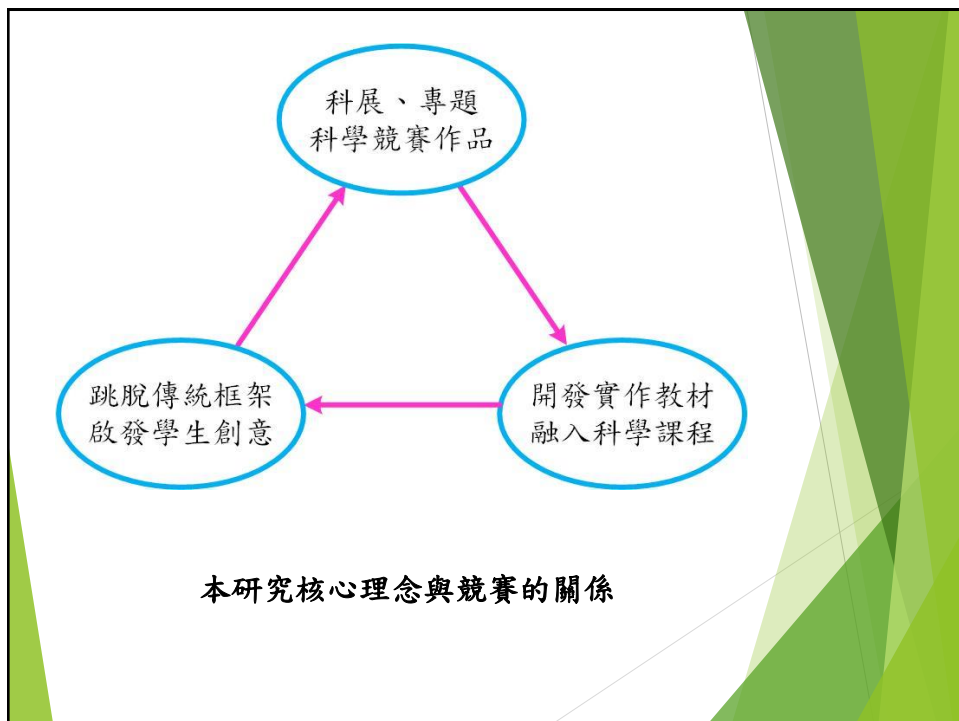 科展、專題
科學競賽作品
跳脫傳統框架
啟發學生創意
開發實作教材
融入科學課程
本研究核心理念與競賽的關係